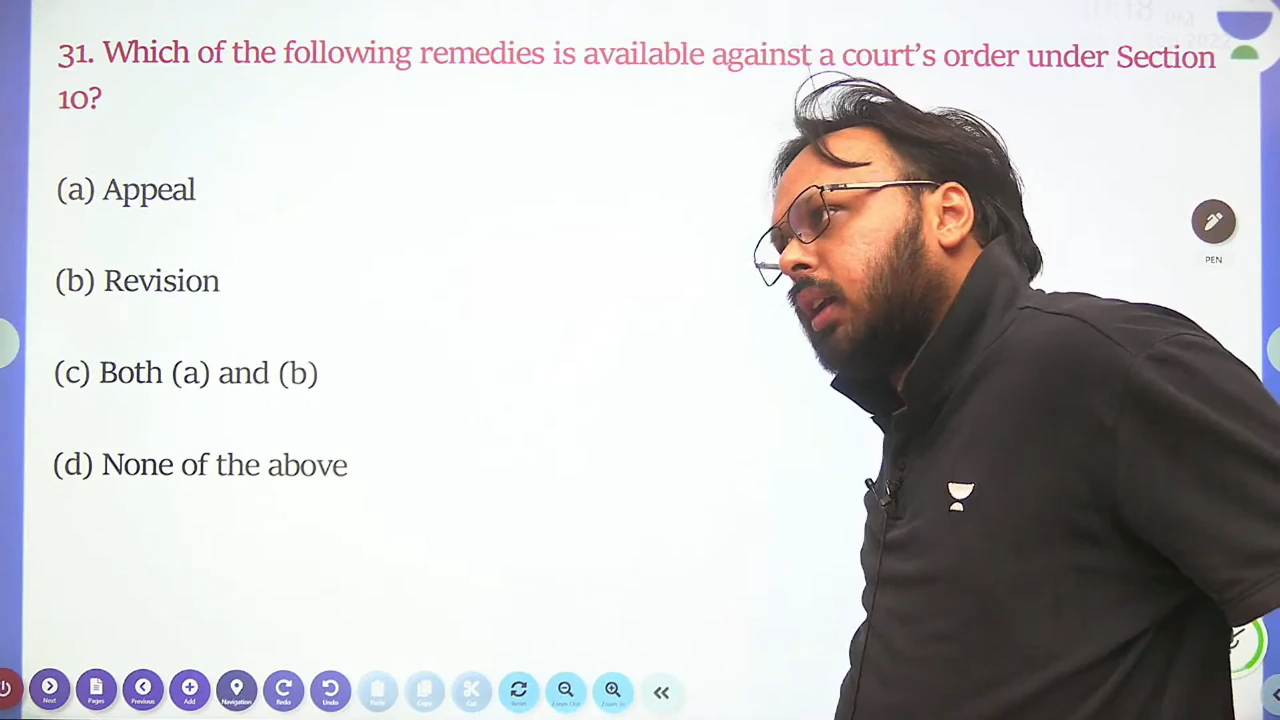 31. Which of the following remedies is available against a court’s order under Section
10?
(a) Appeal
(b) Revision
(c) Both (a) and (b)
(d) None of the above
PEN
Next
Pages
Previous
Add
Navigation
Redo
Undo
Paste
Copy
Cut
Reset
Zoom Out
Zoom In